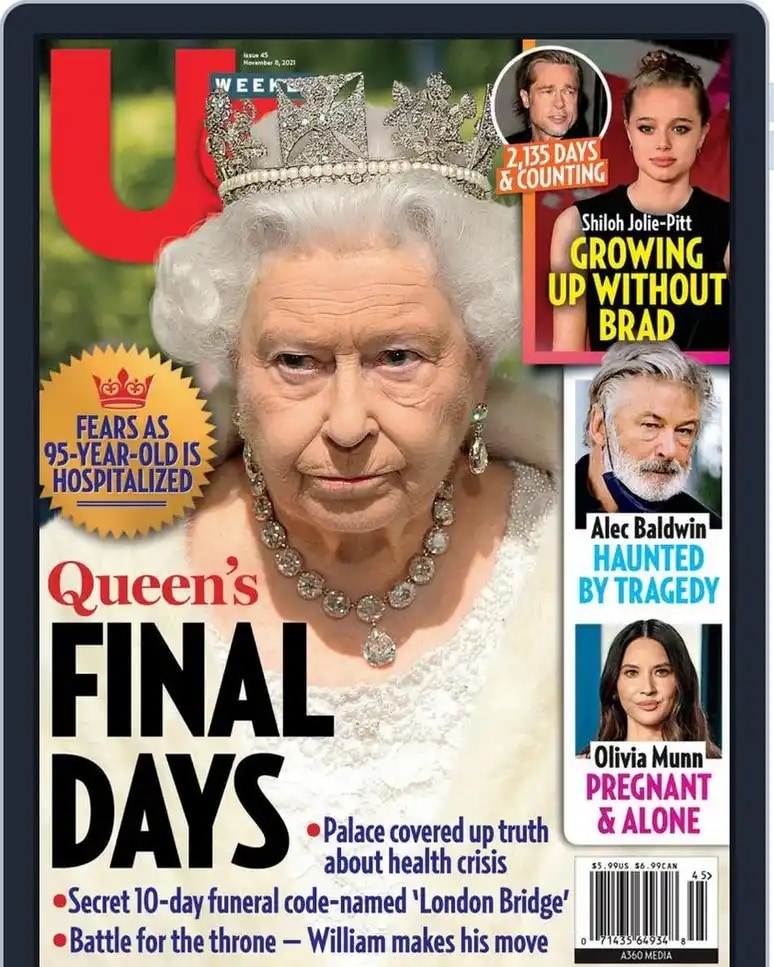 Issue 45
November 8, 2021
U
WEEK
2,135 DAYS
& COUNTING
Shiloh Jolie-Pitt
GROWING
UP WITHOUT
BRAD
FEARS AS
95-YEAR-OLD IS
HOSPITALIZED
Alec Baldwin
HAUNTED
BY TRAGEDY
Queen's
FINAL
DAYS
Olivia Munn
PREGNANT
& ALONE
•Palace covered up truth
about health crisis
•Secret 10-day funeral code-named 'London Bridge'
•Battle for the throne — William makes his move
$5.99US $6.99CAN
45>
0 71435 64934 8
A360 MEDIA